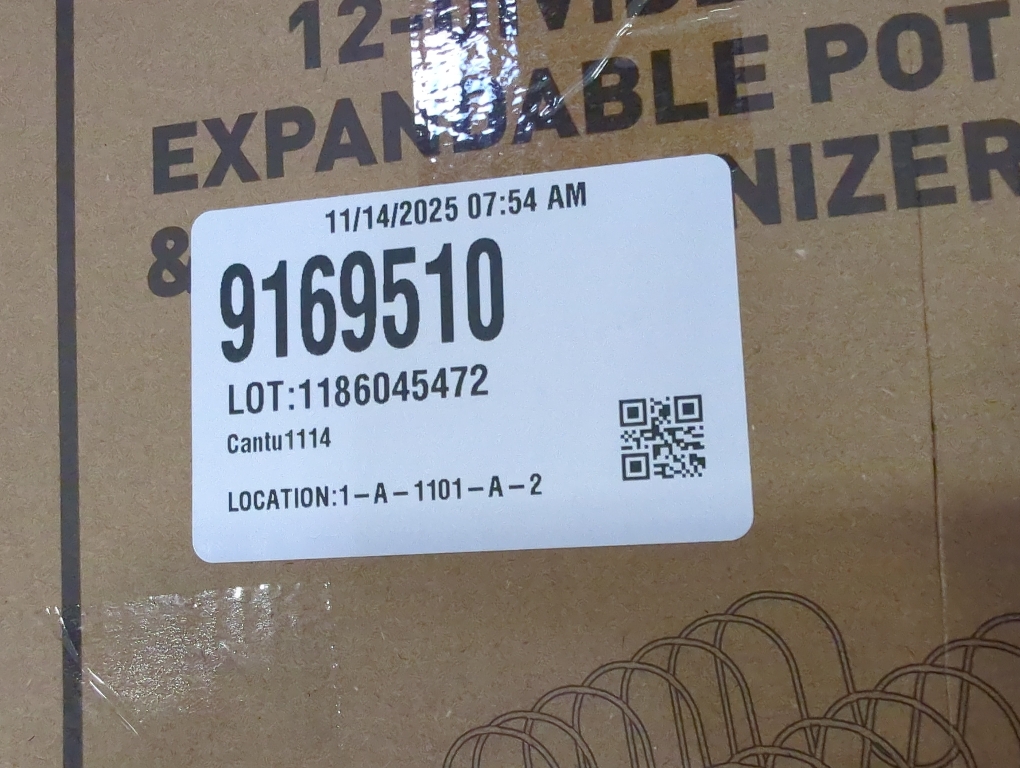 EXPANDABLE POT
&
NIZER
11/14/2025 07:54 AM
9169510
LOT:1186045472
Cantu1114
LOCATION:1-A-1101-A-2